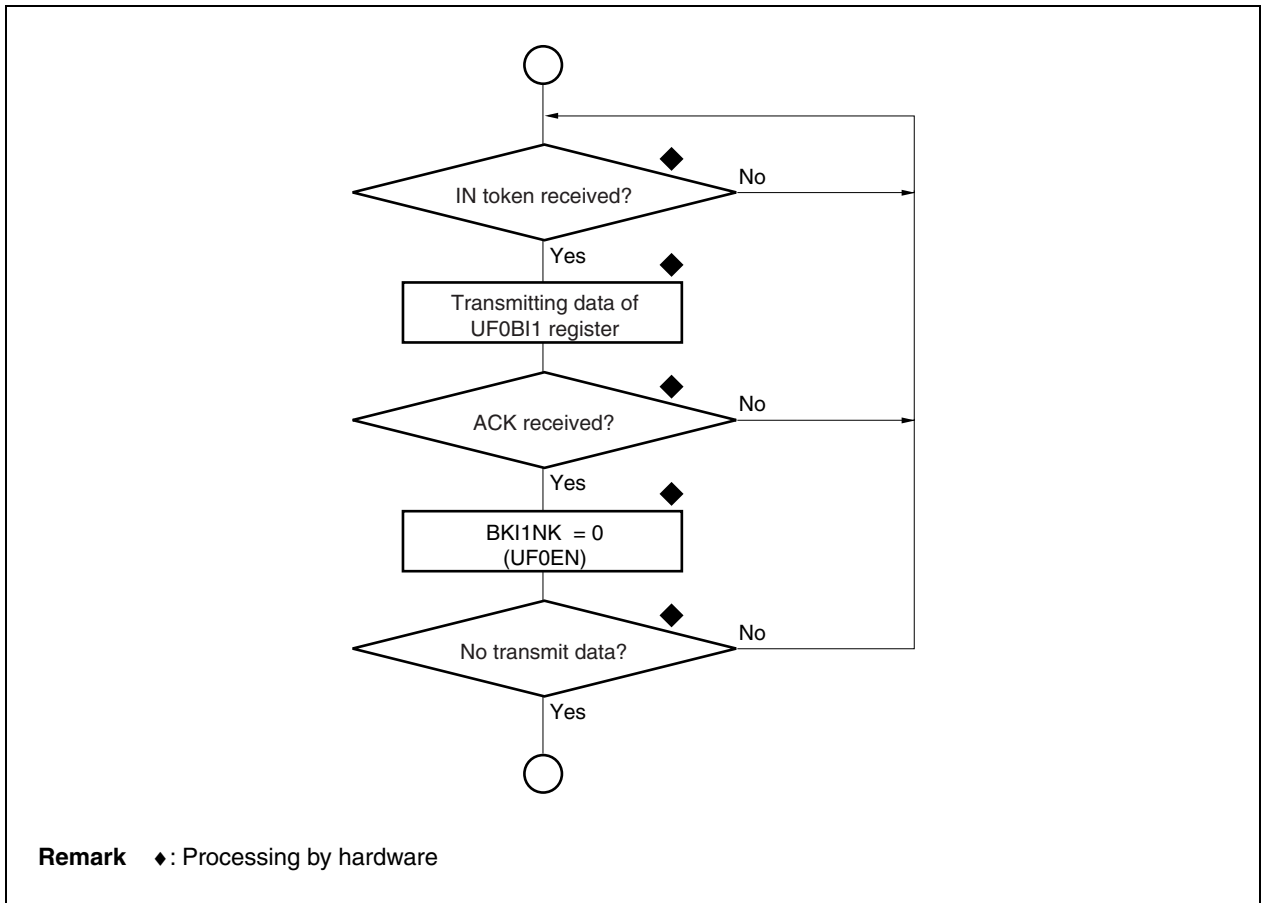 IN token received?
No
Yes
Transmitting data of
UF0BI1 register
ACK received?
No
Yes
BKI1NK = 0
(UF0EN)
No transmit data?
No
Yes
Remark ♦: Processing by hardware